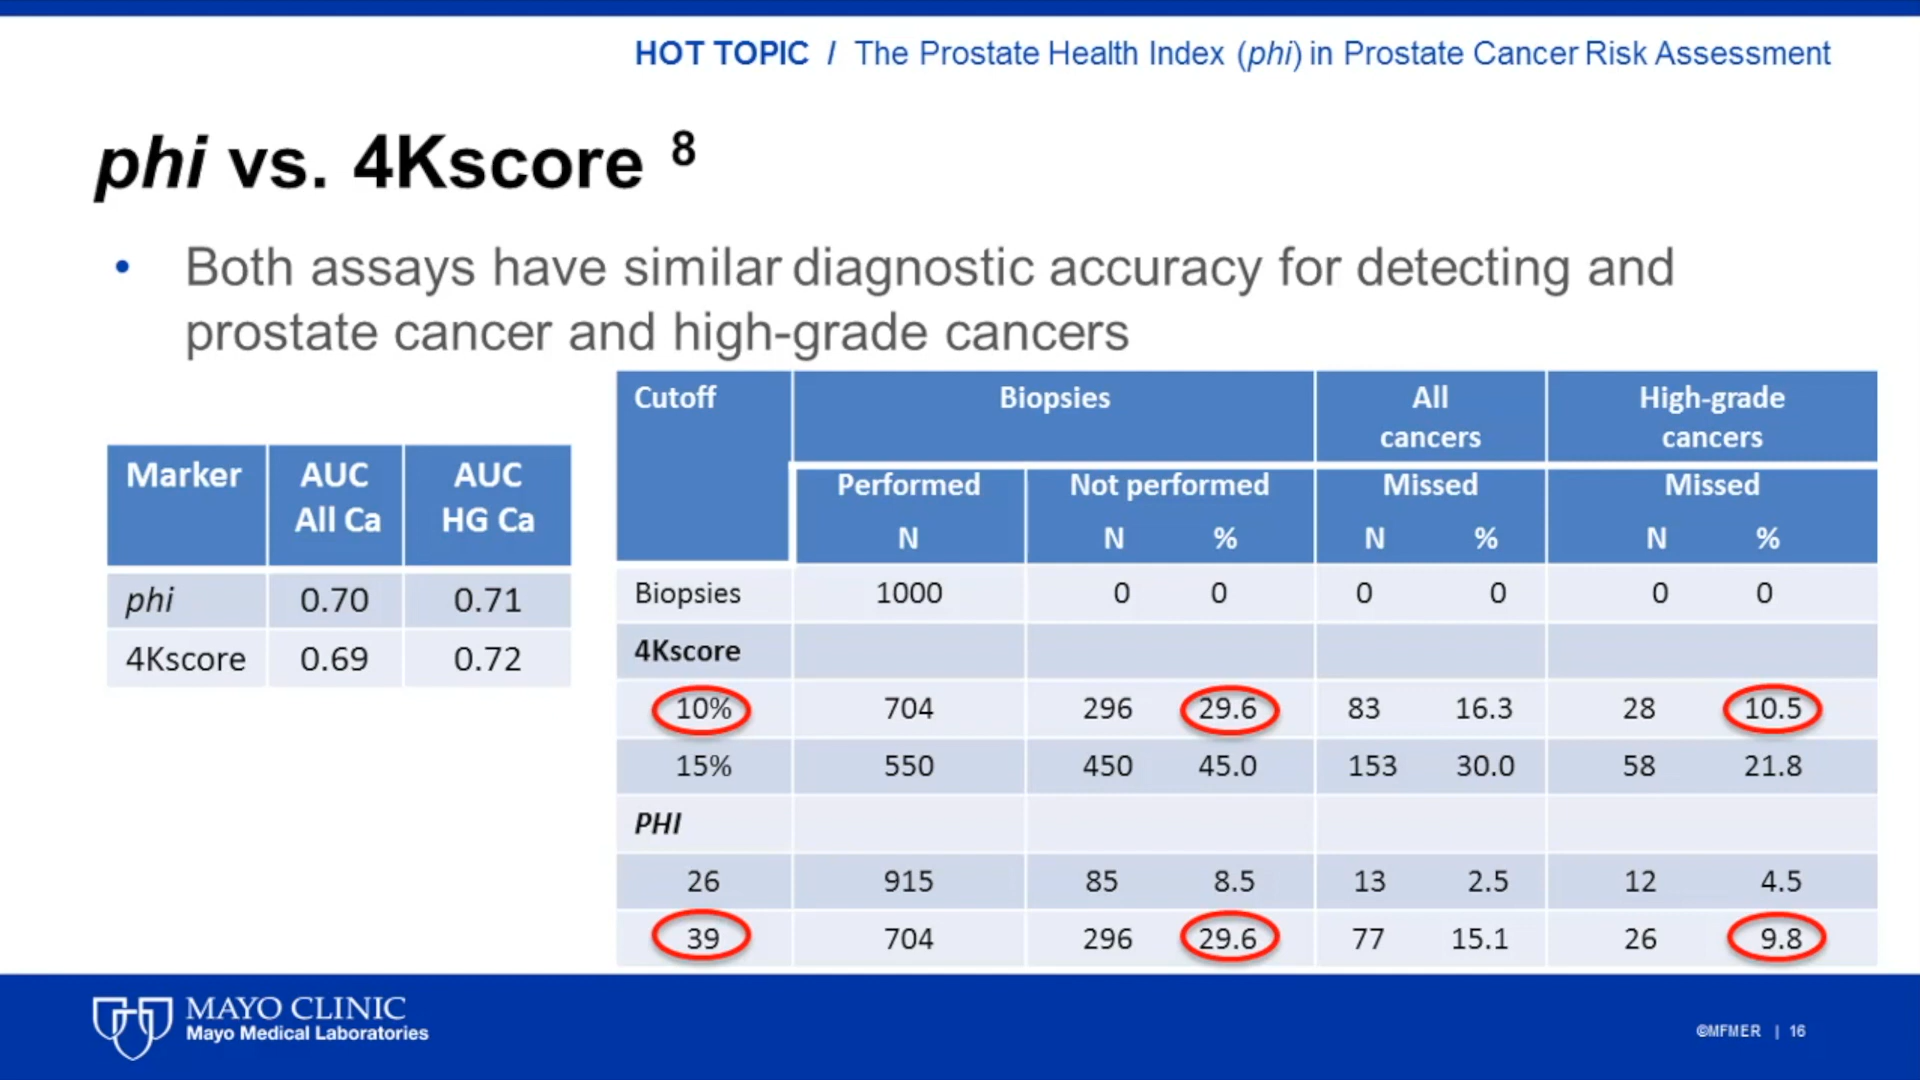 HOT TOPIC / The Prostate Health Index (phi) in Prostate Cancer Risk Assessment
phi vs. 4Kscore 8
• Both assays have similar diagnostic accuracy for detecting and
prostate cancer and high-grade cancers
Marker AUC All Ca AUC HG Ca
phi 0.70 0.71
4Kscore 0.69 0.72
Cutoff Biopsies All cancers High-grade cancers
Performed Not performed Missed Missed
N N % N % N %
Biopsies 1000 0 0 0 0 0 0
4Kscore
10% 704 296 29.6 83 16.3 28 10.5
15% 550 450 45.0 153 30.0 58 21.8
PHI
26 915 85 8.5 13 2.5 12 4.5
39 704 296 29.6 77 15.1 26 9.8
MAYO CLINIC
Mayo Medical Laboratories
©MFMER | 16